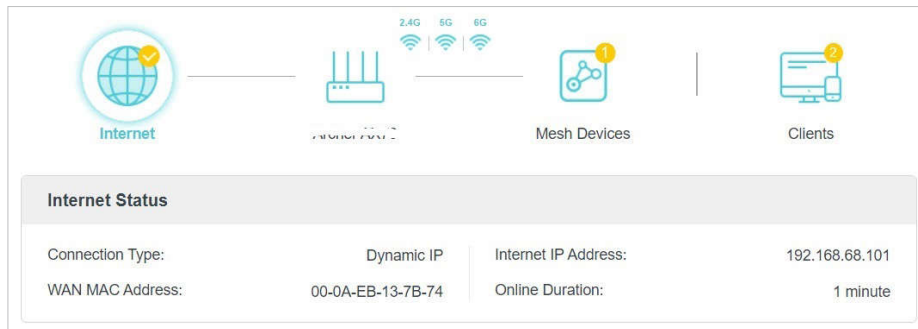 2.4G 5G 6G
1
2
Internet
Mesh Devices
Clients
Internet Status
Connection Type: Dynamic IP
Internet IP Address: 192.168.68.101
WAN MAC Address: 00-0A-EB-13-7B-74
Online Duration: 1 minute